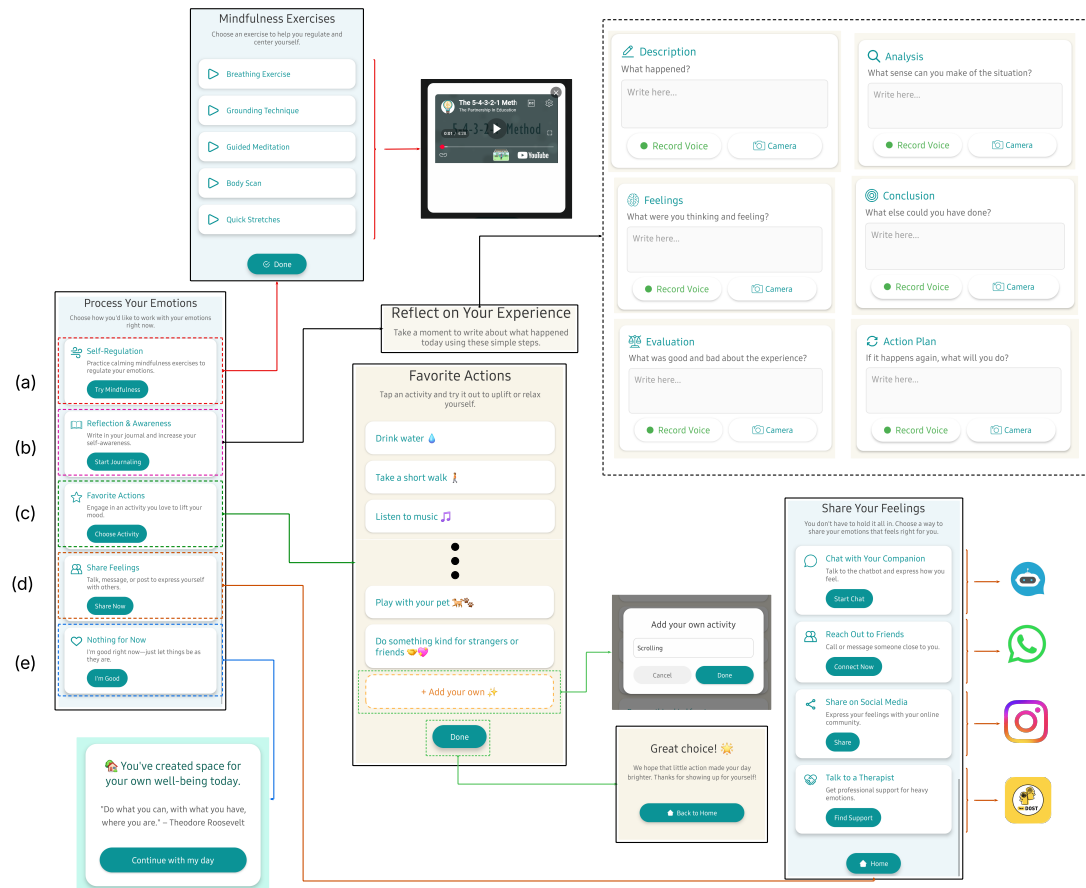 Mindfulness Exercises
Choose an exercise to help you regulate and
center yourself.
Breathing Exercise
Grounding Technique
Guided Meditation
Body Scan
Quick Stretches
Done
The 5-4-3-2-1 Meth
The Partnership in Education
5-4-3-2-1 Method
0:01 / 4:28
YouTube
Description
What happened?
Write here...
Record Voice
Camera
Analysis
What sense can you make of the situation?
Write here...
Record Voice
Camera
Feelings
What were you thinking and feeling?
Write here...
Record Voice
Camera
Conclusion
What else could you have done?
Write here...
Record Voice
Camera
Evaluation
What was good and bad about the experience?
Write here...
Record Voice
Camera
Action Plan
If it happens again, what will you do?
Write here...
Record Voice
Camera
Process Your Emotions
Choose how you'd like to work with your emotions
right now.
(a)
Self-Regulation
Practice calming mindfulness exercises to
regulate your emotions.
Try Mindfulness
(b)
Reflection & Awareness
Write in your journal and increase your
self-awareness.
Start Journaling
(c)
Favorite Actions
Engage in an activity you love to lift your
mood.
Choose Activity
(d)
Share Feelings
Talk, message, or post to express yourself
with others.
Share Now
(e)
Nothing for Now
I'm good right now—just let things be as
they are.
I'm Good
Reflect on Your Experience
Take a moment to write about what happened
today using these simple steps.
Favorite Actions
Tap an activity and try it out to uplift or relax
yourself.
Drink water 💧
Take a short walk 🚶
Listen to music 🎵
Play with your pet 🐕🐾
Do something kind for strangers or
friends 🤝💖
+ Add your own ✨
Done
Add your own activity
Scrolling
Cancel
Done
Great choice! 🌟
We hope that little action made your day
brighter. Thanks for showing up for yourself!
Back to Home
Share Your Feelings
You don't have to hold it all in. Choose a way to
share your emotions that feels right for you.
Chat with Your Companion
Talk to the chatbot and express how you
feel.
Start Chat
Reach Out to Friends
Call or message someone close to you.
Connect Now
Share on Social Media
Express your feelings with your online
community.
Share
Talk to a Therapist
Get professional support for heavy
emotions.
Find Support
Home
DOST
🏡 You've created space for
your own well-being today.
"Do what you can, with what you have,
where you are." – Theodore Roosevelt
Continue with my day